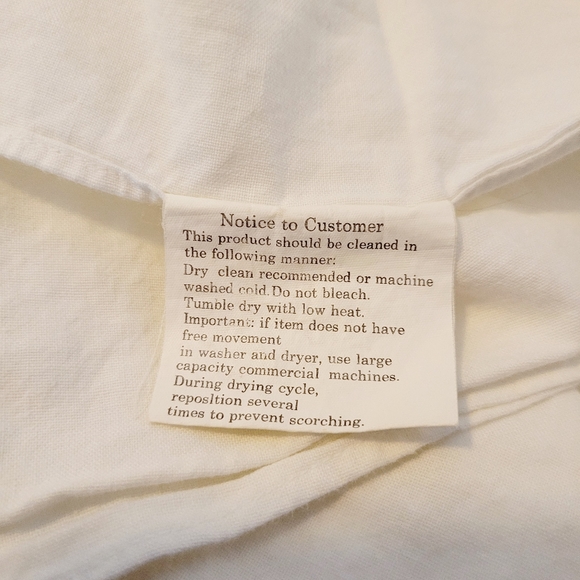 Notice to Customer
This product should be cleaned in
the following manner:
Dry clean recommended or machine
washed cold. Do not bleach.
Tumble dry with low heat.
Important: if item does not have
free movement
in washer and dryer, use large
capacity commercial machines.
During drying cycle,
reposltion several
times to prevent scorching.